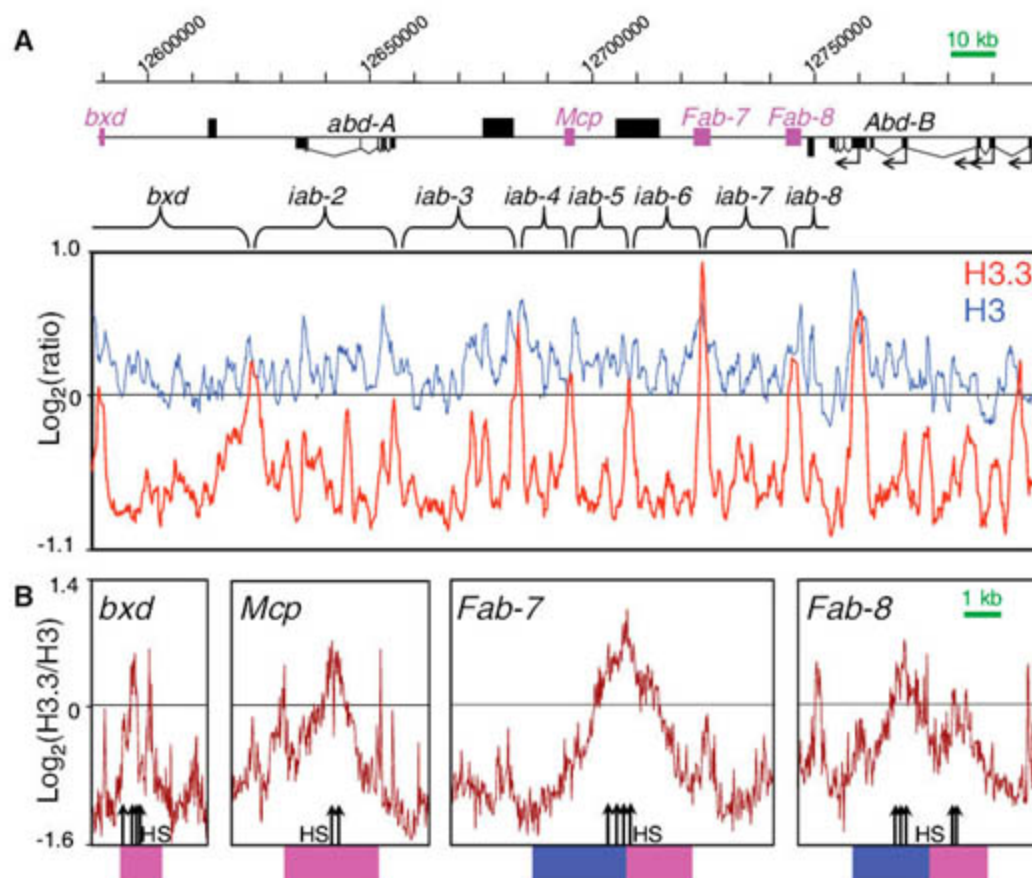 A
12600000 12650000 12700000 12750000 10 kb
bxd abd-A Mcp Fab-7 Fab-8 Abd-B
bxd iab-2 iab-3 iab-4 iab-5 iab-6 iab-7 iab-8
1.0
H3.3
H3
Log2(ratio)
0
-1.1
B
1.4
bxd Mcp Fab-7 Fab-8
1 kb
Log2(H3.3/H3)
0
HS HS HS HS
-1.6